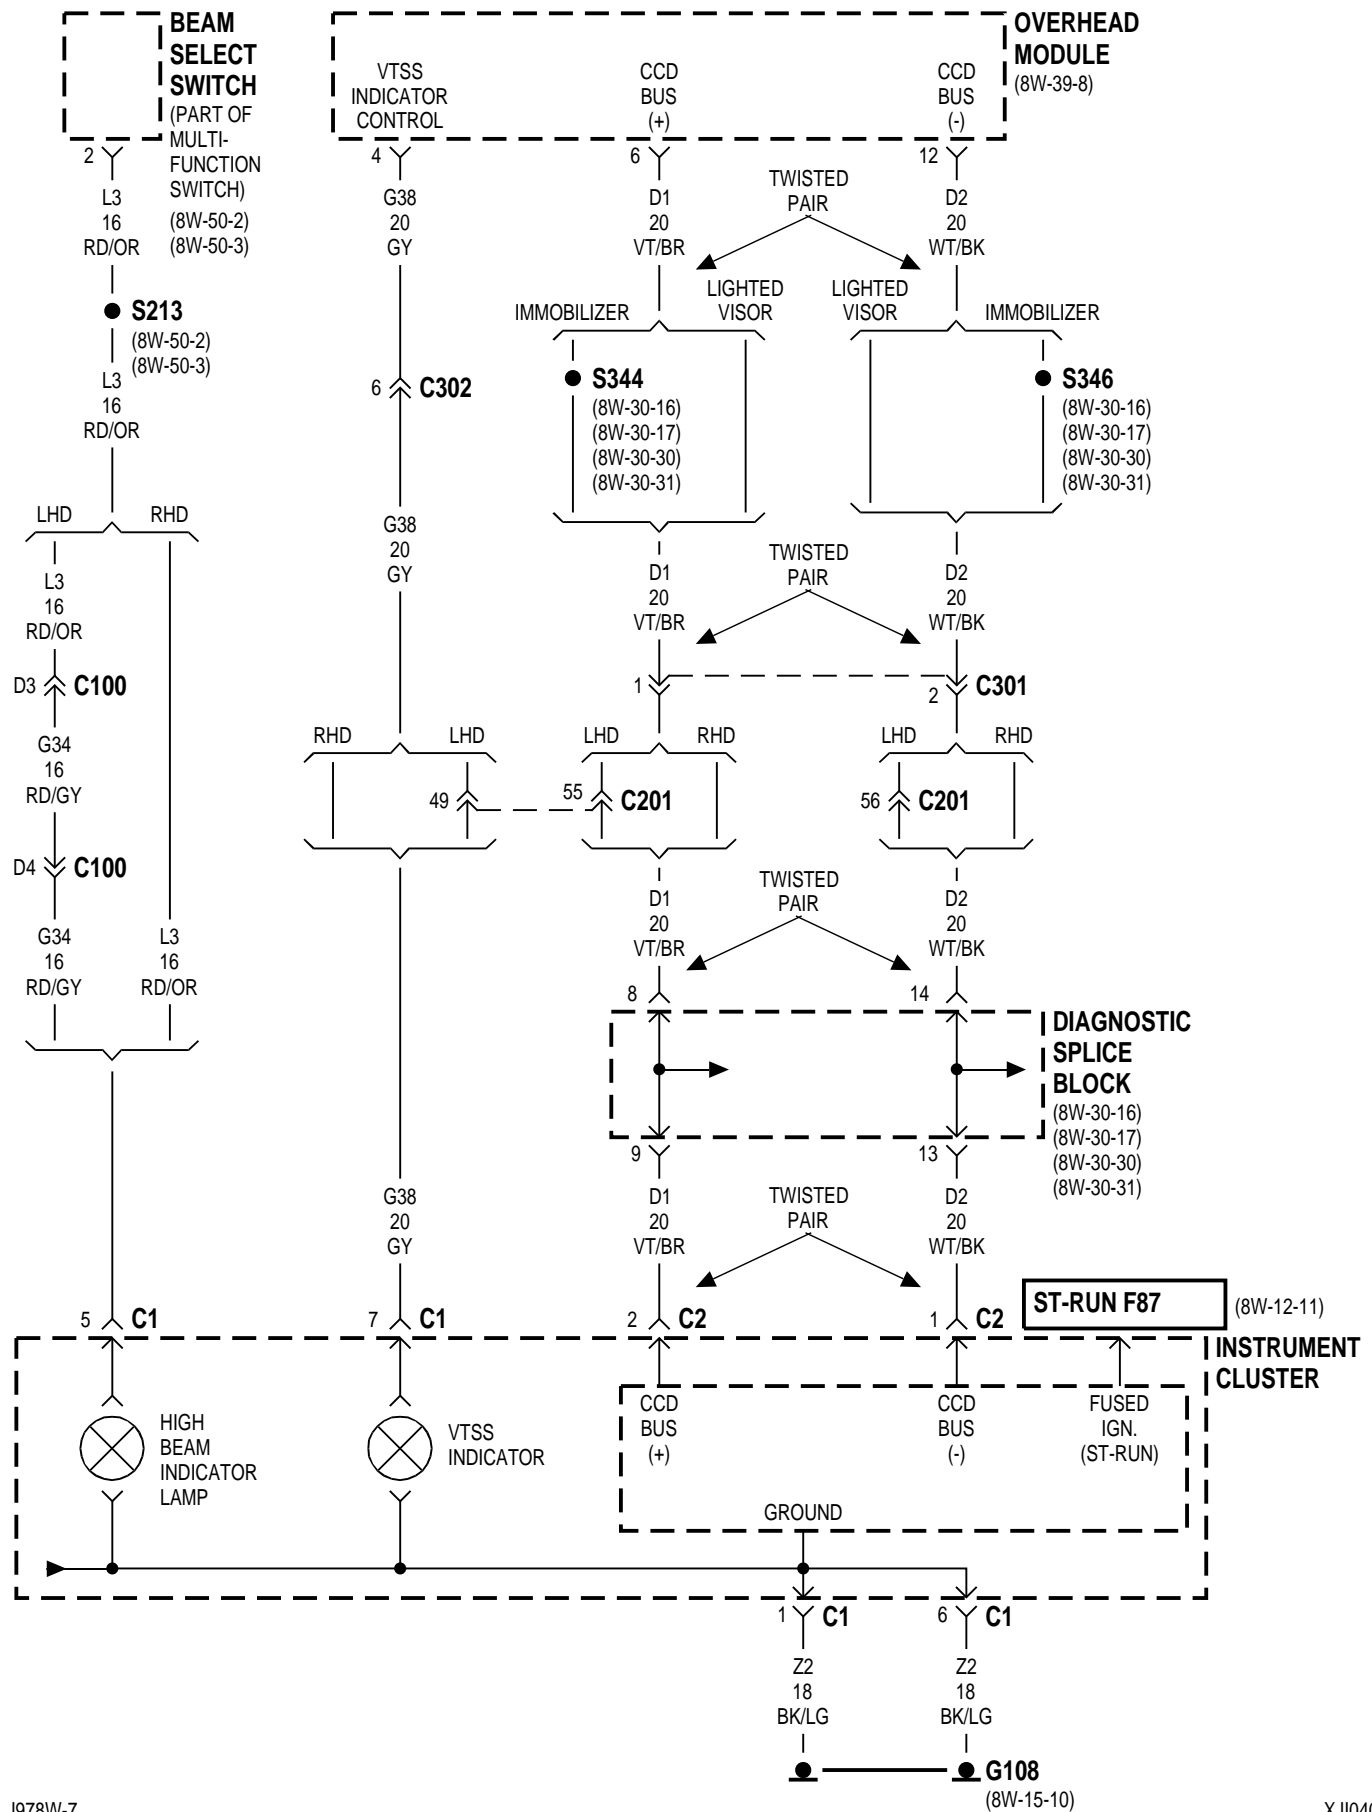 BEAM
SELECT
SWITCH
(PART OF
MULTI-
FUNCTION
SWITCH)
(8W-50-2)
(8W-50-3)
OVERHEAD
MODULE
(8W-39-8)
VTSS
INDICATOR
CONTROL
CCD
BUS
(+)
CCD
BUS
(-)
2
4
6
12
L3
16
RD/OR
G38
20
GY
D1
20
VT/BR
TWISTED
PAIR
D2
20
WT/BK
S213
(8W-50-2)
(8W-50-3)
L3
16
RD/OR
6
C302
IMMOBILIZER
LIGHTED
VISOR
LIGHTED
VISOR
IMMOBILIZER
S344
(8W-30-16)
(8W-30-17)
(8W-30-30)
(8W-30-31)
S346
(8W-30-16)
(8W-30-17)
(8W-30-30)
(8W-30-31)
LHD
RHD
G38
20
GY
L3
16
RD/OR
D1
20
VT/BR
TWISTED
PAIR
D2
20
WT/BK
D3
C100
1
2
C301
G34
16
RD/GY
RHD
LHD
LHD
RHD
LHD
RHD
49
55
C201
56
C201
D4
C100
G34
16
RD/GY
L3
16
RD/OR
D1
20
VT/BR
TWISTED
PAIR
D2
20
WT/BK
8
14
DIAGNOSTIC
SPLICE
BLOCK
(8W-30-16)
(8W-30-17)
(8W-30-30)
(8W-30-31)
9
13
G38
20
GY
D1
20
VT/BR
TWISTED
PAIR
D2
20
WT/BK
5
C1
7
C1
2
C2
1
C2
ST-RUN F87
(8W-12-11)
INSTRUMENT
CLUSTER
HIGH
BEAM
INDICATOR
LAMP
VTSS
INDICATOR
CCD
BUS
(+)
CCD
BUS
(-)
FUSED
IGN.
(ST-RUN)
GROUND
1
C1
6
C1
Z2
18
BK/LG
Z2
18
BK/LG
G108
(8W-15-10)